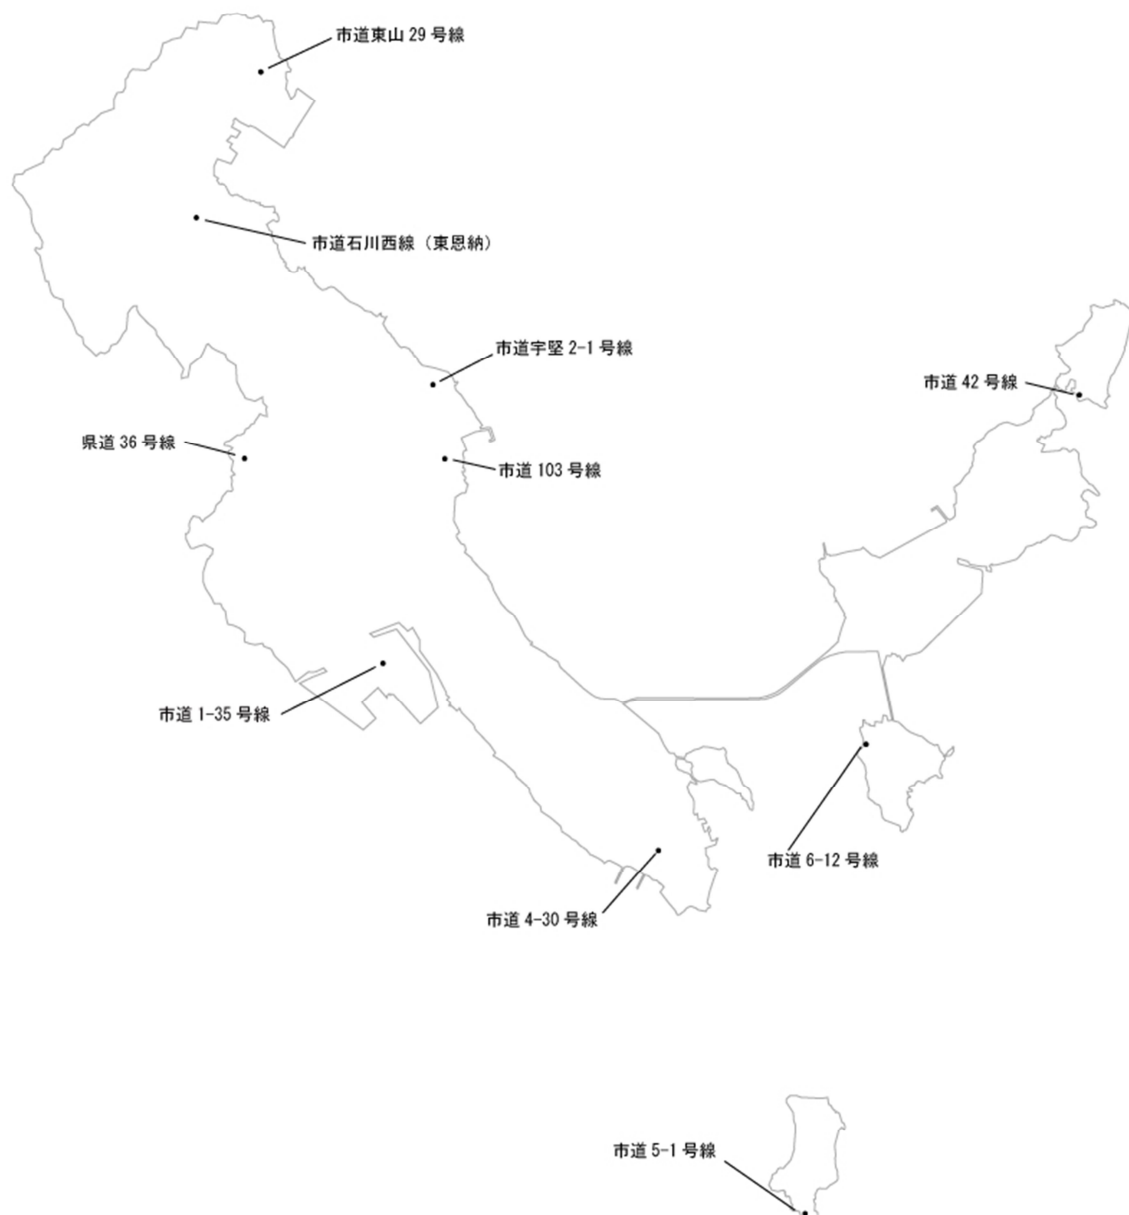 市道東山 29 号線
市道石川西線（東恩納）
市道宇堅 2-1 号線
市道 42 号線
県道 36 号線
市道 103 号線
市道 1-35 号線
市道 6-12 号線
市道 4-30 号線
市道 5-1 号線